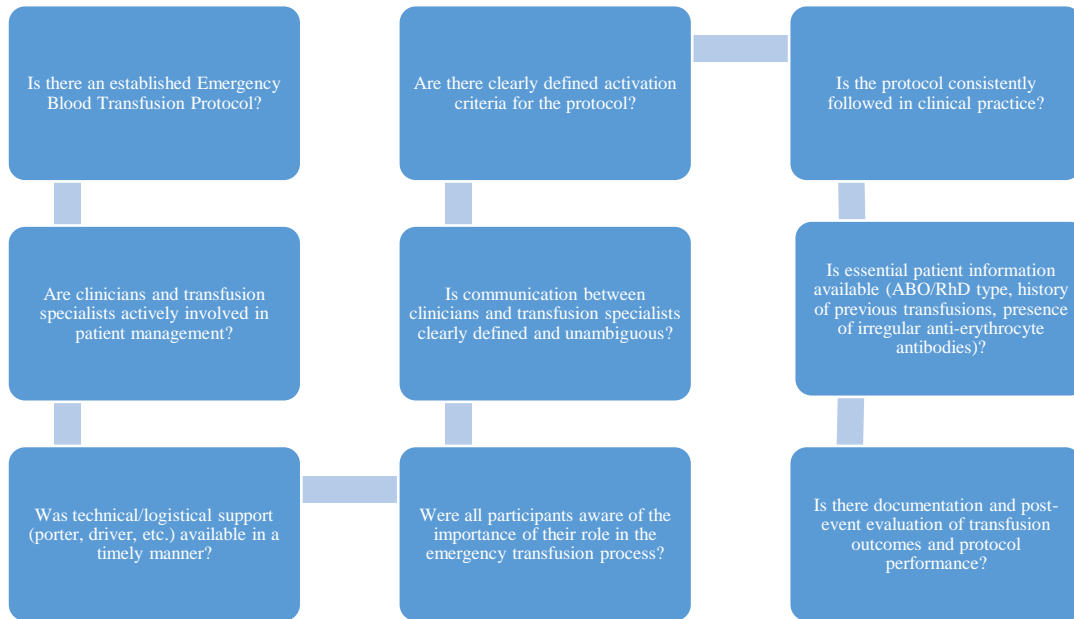 Is there an established Emergency
Blood Transfusion Protocol?
Are clinicians and transfusion
specialists actively involved in
patient management?
Was technical/logistical support
(porter, driver, etc.) available in a
timely manner?
Were all participants aware of the
importance of their role in the
emergency transfusion process?
Is communication between
clinicians and transfusion specialists
clearly defined and unambiguous?
Are there clearly defined activation
criteria for the protocol?
Is the protocol consistently
followed in clinical practice?
Is essential patient information
available (ABO/RhD type, history
of previous transfusions, presence
of irregular anti-erythrocyte
antibodies)?
Is there documentation and post-
event evaluation of transfusion
outcomes and protocol
performance?